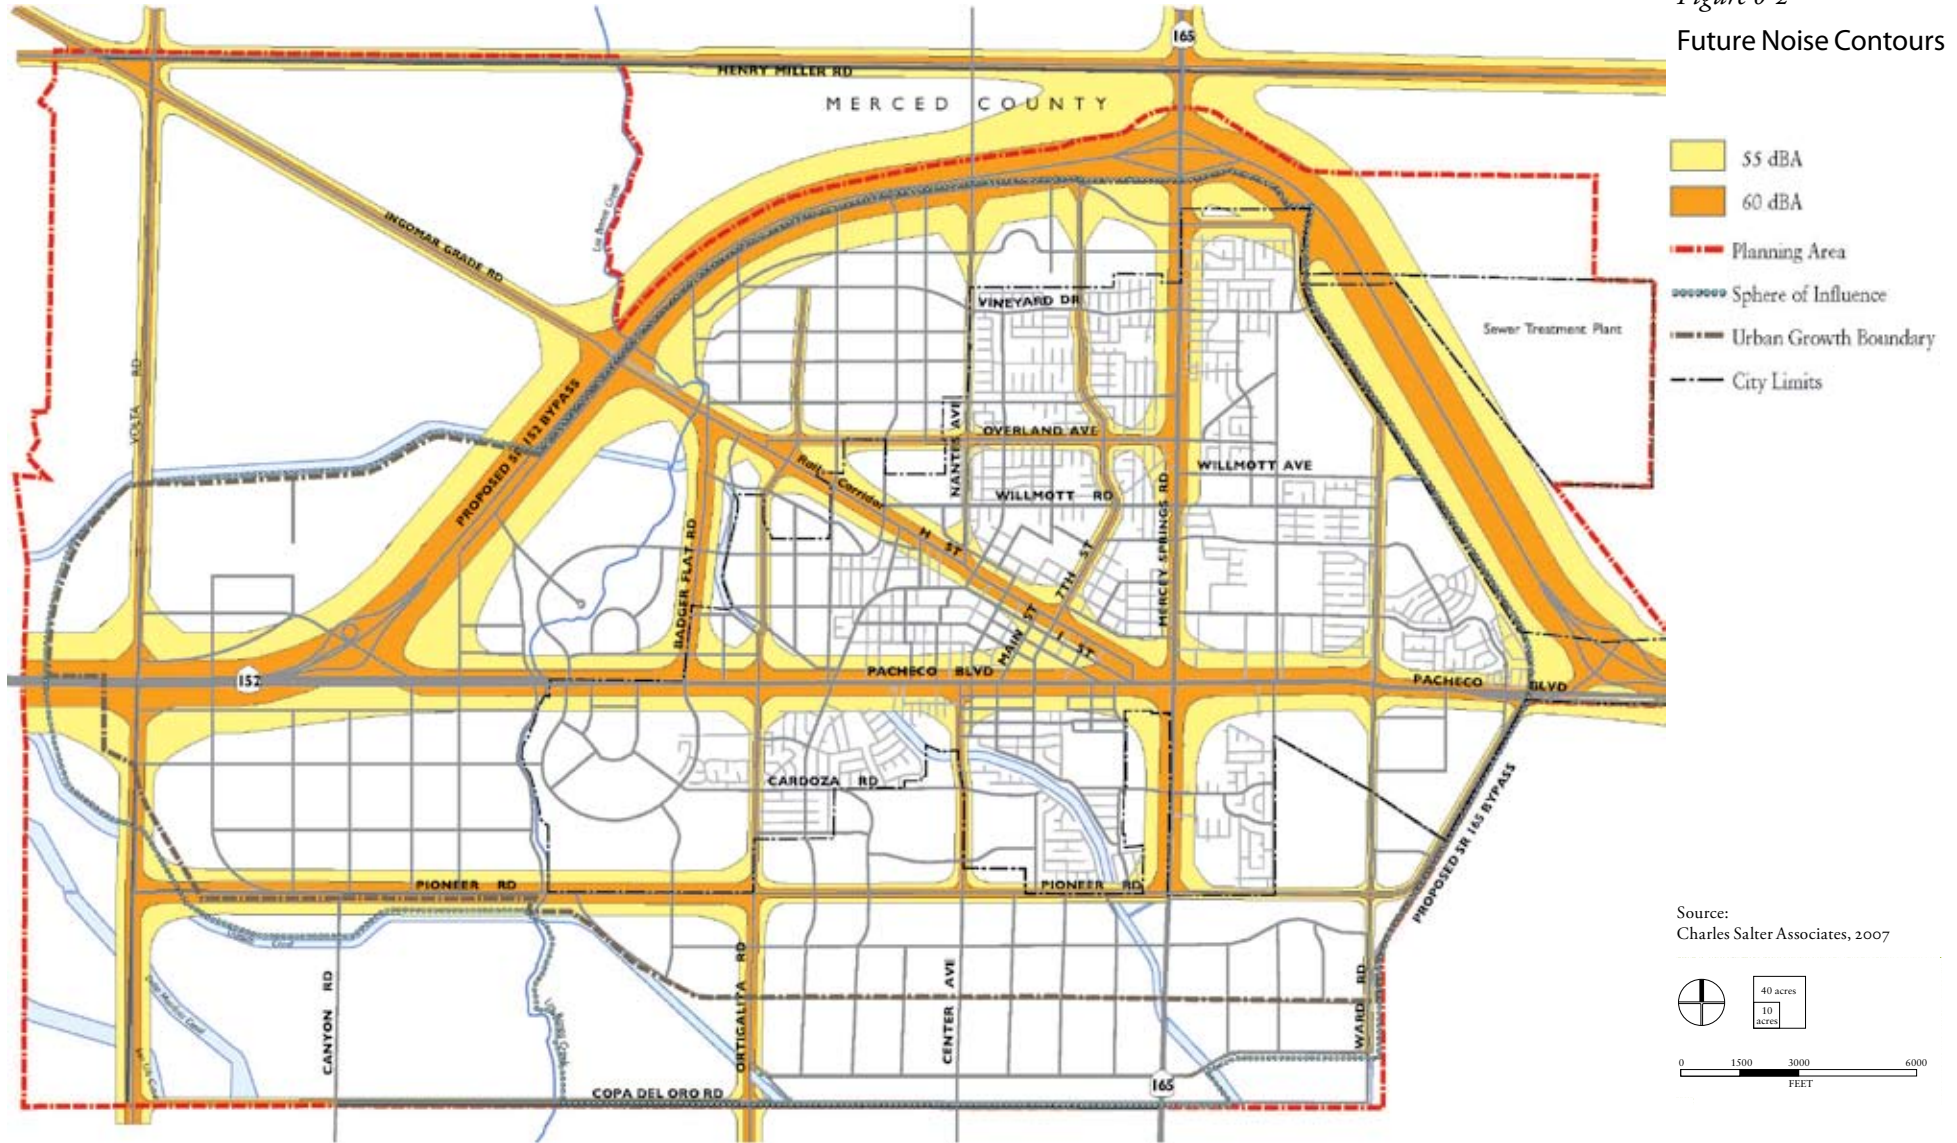 Future Noise Contours
165
HENRY MILLER RD
MERCED COUNTY
55 dBA
60 dBA
Planning Area
Sphere of Influence
Urban Growth Boundary
City Limits
INGOMAR GRADE RD
VINEYARD DR
Sewer Treatment Plant
VOLTA RD
PROPOSED SR 152 BYPASS
NANTES AVE
OVERLAND AVE
Rail Corridor
WILLMOTT AVE
WILLMOTT RD
MERCEY SPRINGS RD
H ST
BADGER FLAT RD
7TH ST
MAIN ST
I ST
152
PACHECO BLVD
PACHECO BLVD
CARDOZA RD
PROPOSED SR 165 BYPASS
PIONEER RD
PIONEER RD
CANYON RD
ORTIGALITA RD
CENTER AVE
WARD RD
COPA DEL ORO RD
165
Source:
Charles Salter Associates, 2007
40 acres
10
acres
0 1500 3000 6000
FEET